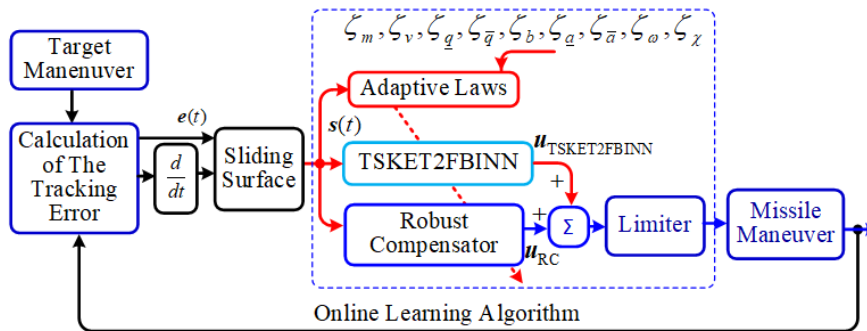 ζ_m, ζ_v, ζ_q̲, ζ_q̅, ζ_b, ζ_a̲, ζ_a̅, ζ_ω, ζ_χ
Target
Manenuver
Adaptive Laws
e(t)
s(t)
Calculation
of The
Tracking
Error
d
dt
Sliding
Surface
TSKET2FBINN
u_TSKET2FBINN
+
Robust
Compensator
+
Σ
u_RC
Limiter
Missile
Maneuver
Online Learning Algorithm